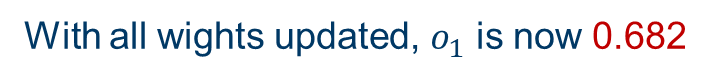 With all wights updated, o₁ is now 0.682